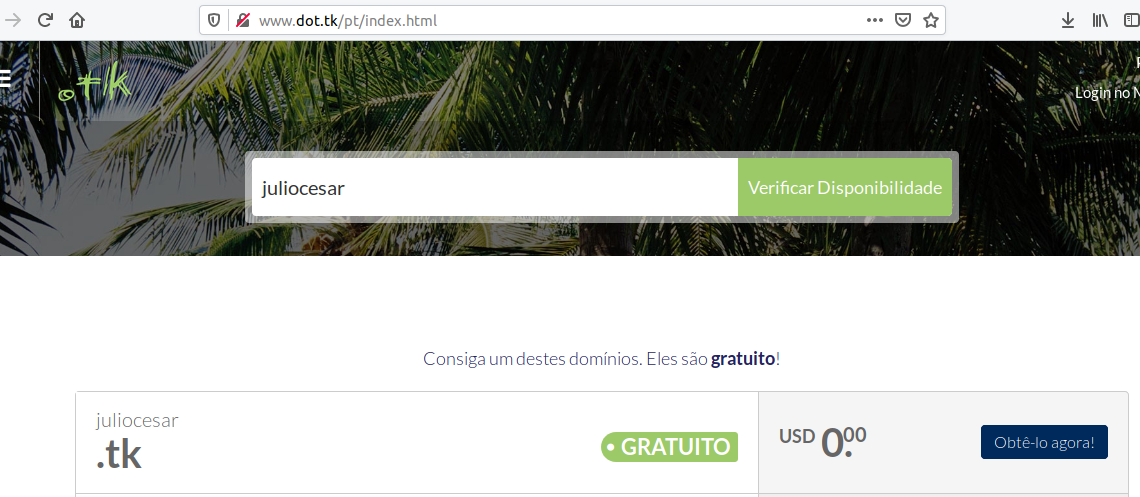 www.dot.tk/pt/index.html
.tk
Login no
juliocesar
Verificar Disponibilidade
Consiga um destes domínios. Eles são gratuito!
juliocesar
.tk
• GRATUITO
USD 0.00
Obtê-lo agora!